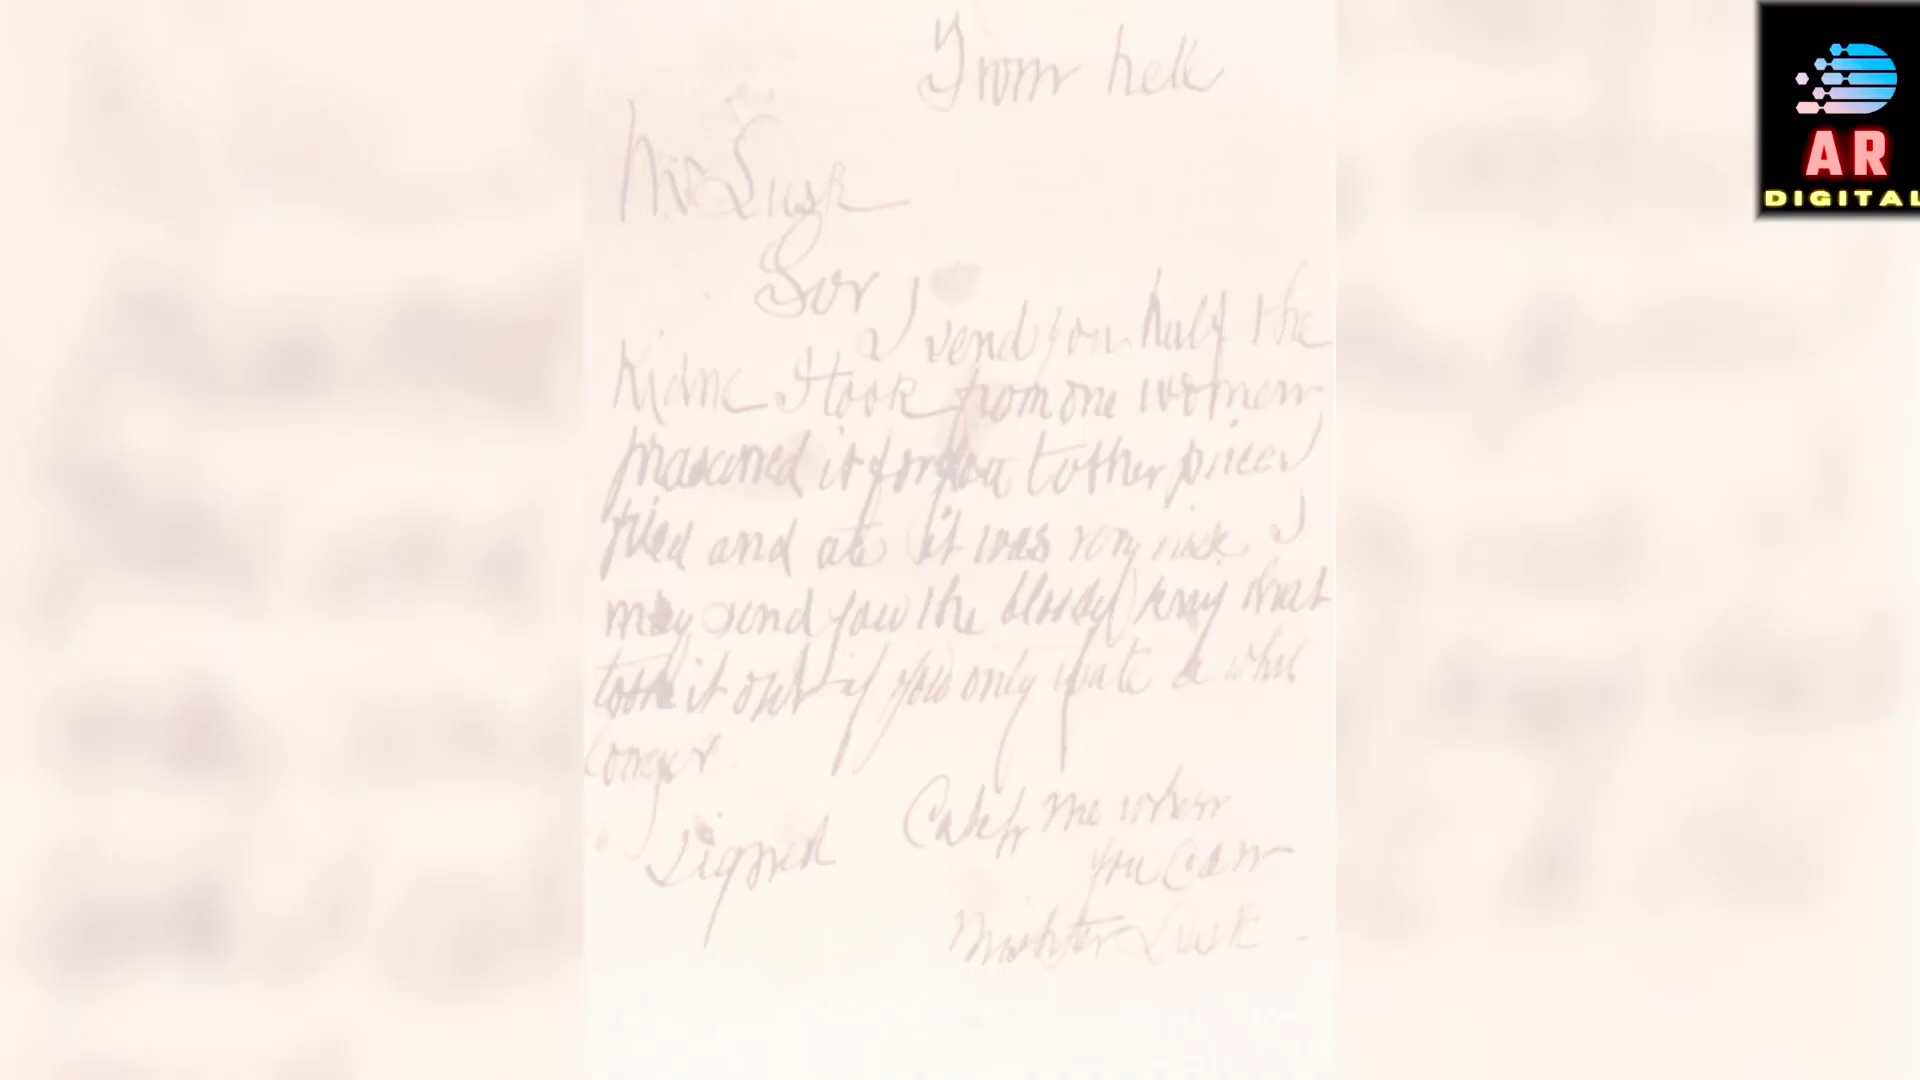 From hell
Mr Lusk
Sor
I send you half the
Kidne I took from one women
prasarved it for you tother piece I
fried and ate it was very nise I
may send you the bloody knif that
took it out if you only wate a whil
longer
signed
Catch me when
you can
Mishter Lusk
AR
DIGITAL